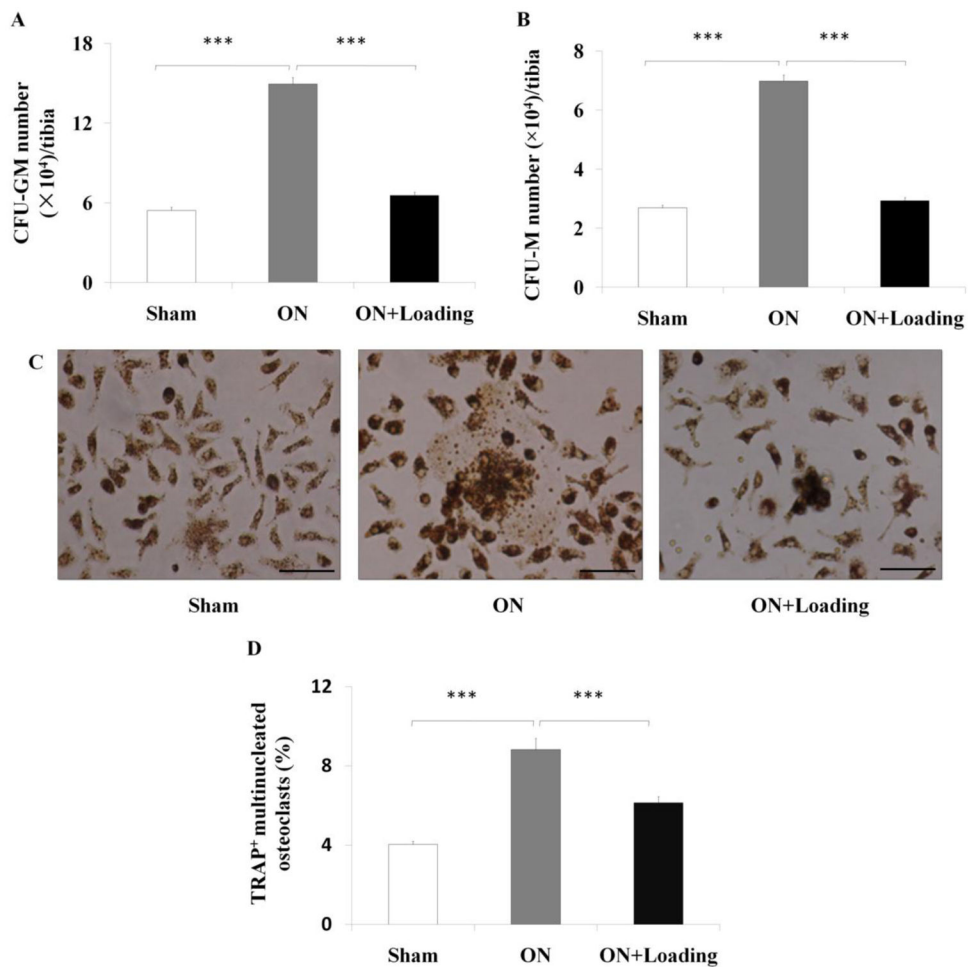 A
***
***
18
12
6
0
CFU-GM number
(×10⁴)/tibia
Sham
ON
ON+Loading
B
***
***
8
6
4
2
0
CFU-M number (×10⁴)/tibia
Sham
ON
ON+Loading
C
Sham
ON
ON+Loading
D
***
***
12
8
4
0
TRAP⁺ multinucleated
osteoclasts (%)
Sham
ON
ON+Loading